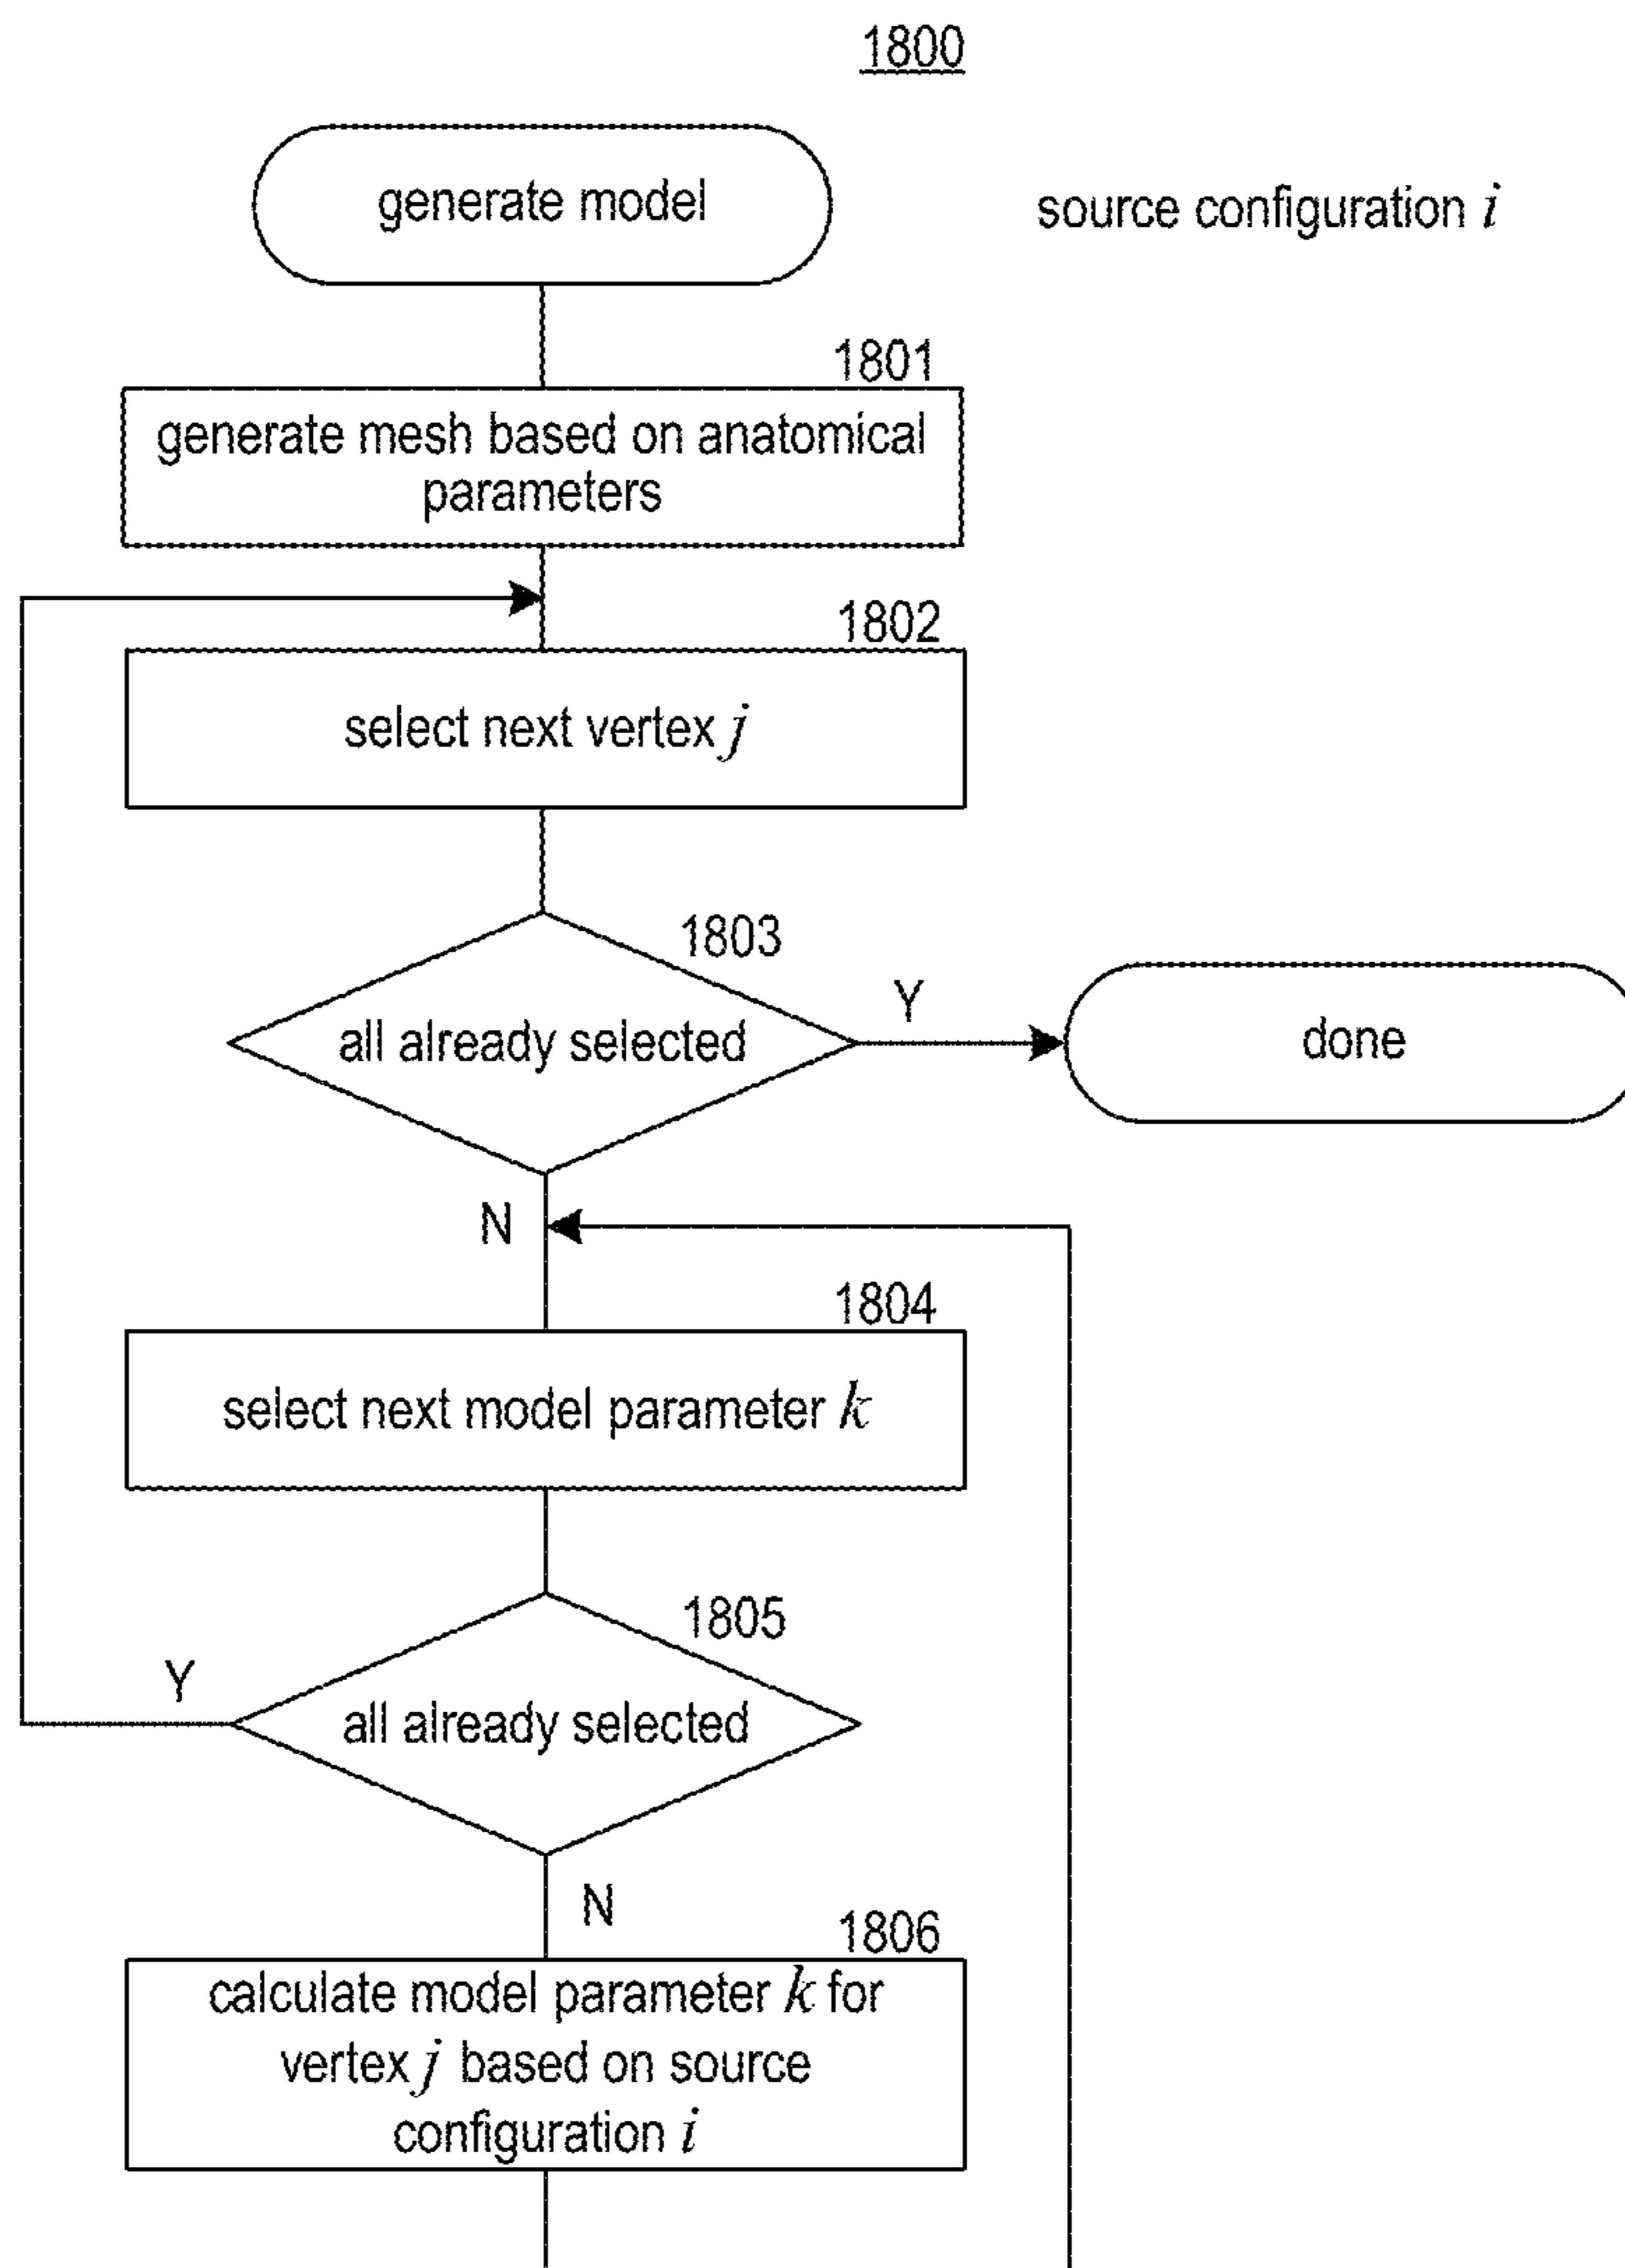 1800
generate model
source configuration i
1801
generate mesh based on anatomical
parameters
1802
select next vertex j
1803
all already selected
Y
done
N
1804
select next model parameter k
1805
Y
all already selected
N
1806
calculate model parameter k for
vertex j based on source
configuration i